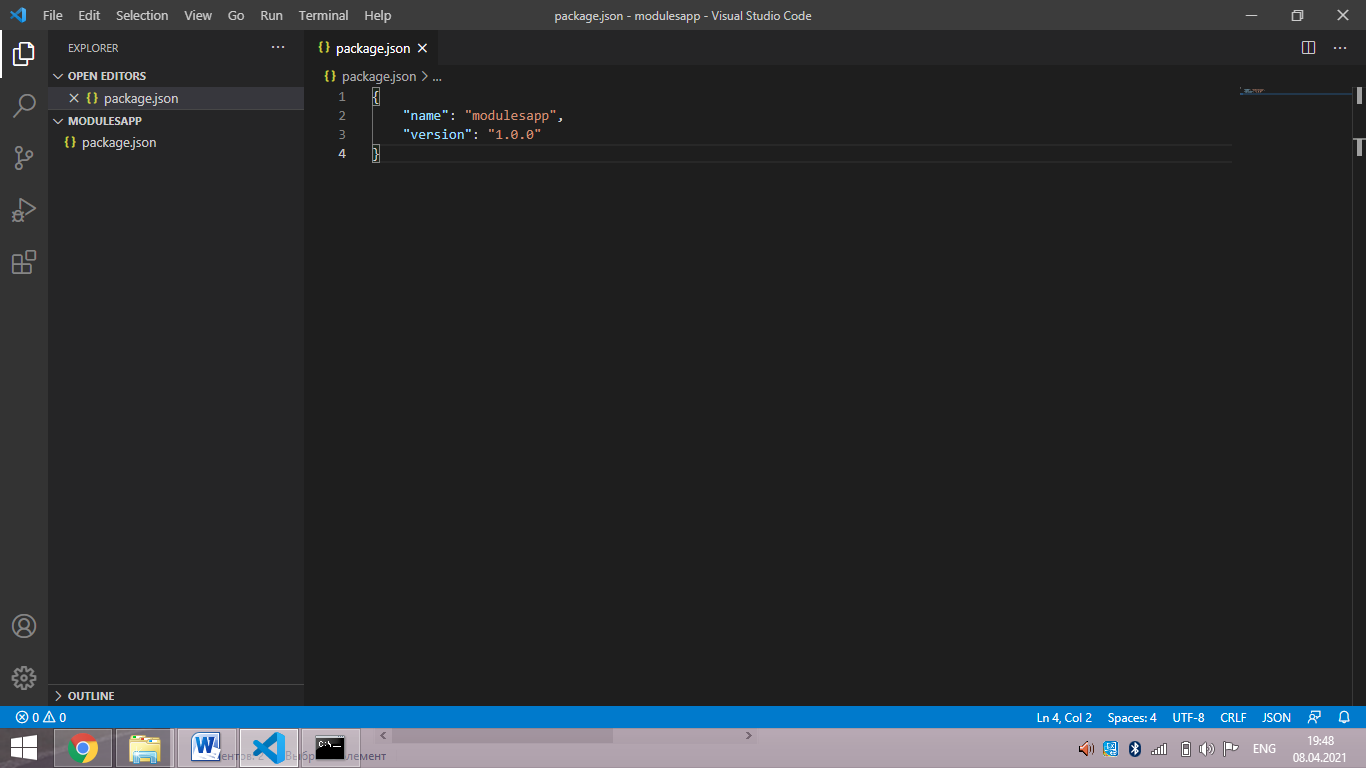 File Edit Selection View Go Run Terminal Help
package.json - modulesapp - Visual Studio Code
EXPLORER
OPEN EDITORS
package.json
MODULESAPP
package.json
OUTLINE
package.json
package.json > ...
1 {
2 "name": "modulesapp",
3 "version": "1.0.0"
4 }
0 0
Ln 4, Col 2 Spaces: 4 UTF-8 CRLF JSON
C:\
ENG
19:48
08.04.2021